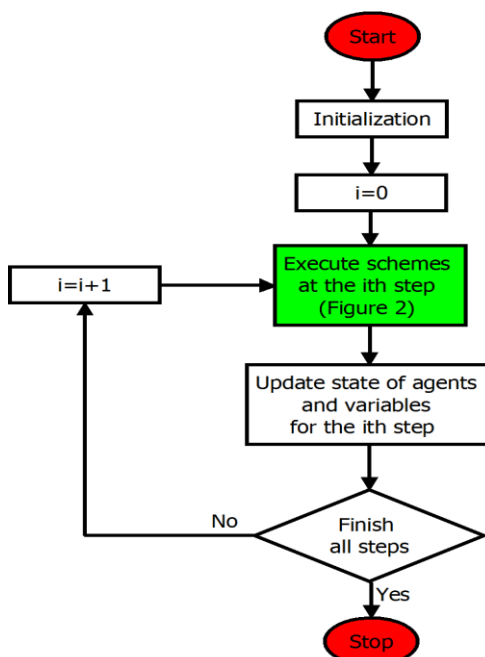 Start
Initialization
i=0
Execute schemes
at the ith step
(Figure 2)
i=i+1
Update state of agents
and variables
for the ith step
No
Finish
all steps
Yes
Stop